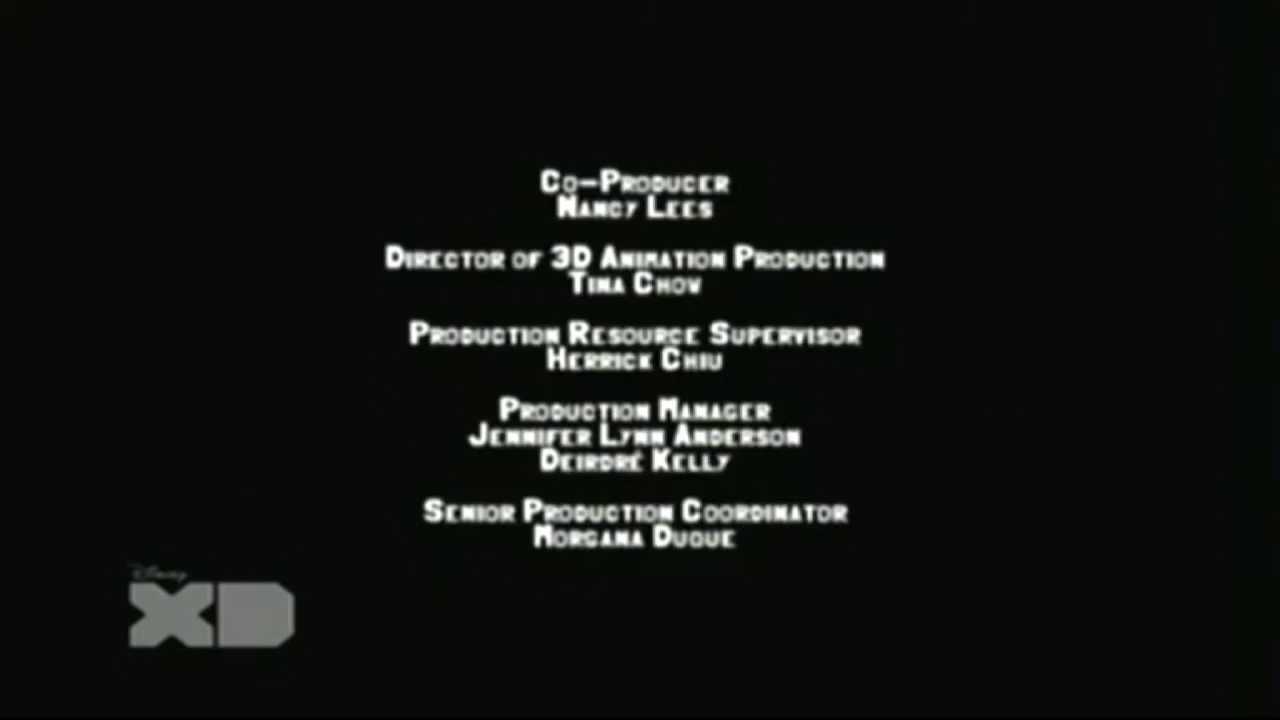 Co-Producer
Nancy Lees
Director of 3D Animation Production
Tina Chow
Production Resource Supervisor
Herrick Chiu
Production Manager
Jennifer Lynn Anderson
Deirdré Kelly
Senior Production Coordinator
Morgana Duque
Disney
XD